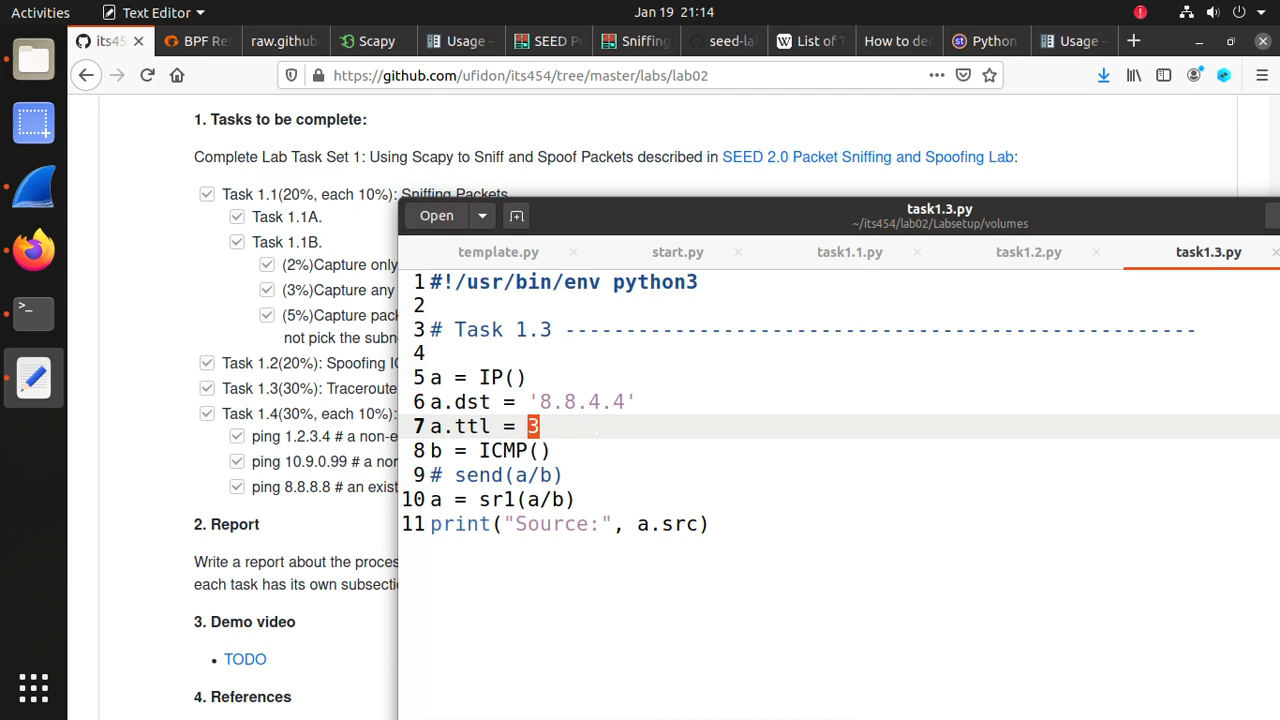 Activities
Text Editor
Jan 19 21:14
its45
BPF Re
raw.github
Scapy
Usage -
SEED P
Sniffing
seed-la
List of T
How to de
Python
Usage -
https://github.com/ufidon/its454/tree/master/labs/lab02
1. Tasks to be complete:
Complete Lab Task Set 1: Using Scapy to Sniff and Spoof Packets described in SEED 2.0 Packet Sniffing and Spoofing Lab:
Task 1.1(20%, each 10%): Sniffing Packets
Task 1.1A.
Task 1.1B.
(2%)Capture only
(3%)Capture any
(5%)Capture pack
not pick the subn
Task 1.2(20%): Spoofing IC
Task 1.3(30%): Traceroute
Task 1.4(30%, each 10%):
ping 1.2.3.4 # a non-e
ping 10.9.0.99 # a non
ping 8.8.8.8 # an exist
2. Report
Write a report about the proces
each task has its own subsecti
3. Demo video
TODO
4. References
Open
task1.3.py
~/its454/lab02/Labsetup/volumes
template.py
start.py
task1.1.py
task1.2.py
task1.3.py
1 #!/usr/bin/env python3
2
3 # Task 1.3 ----------------------------------------------------
4
5 a = IP()
6 a.dst = '8.8.4.4'
7 a.ttl = 3
8 b = ICMP()
9 # send(a/b)
10 a = sr1(a/b)
11 print("Source:", a.src)